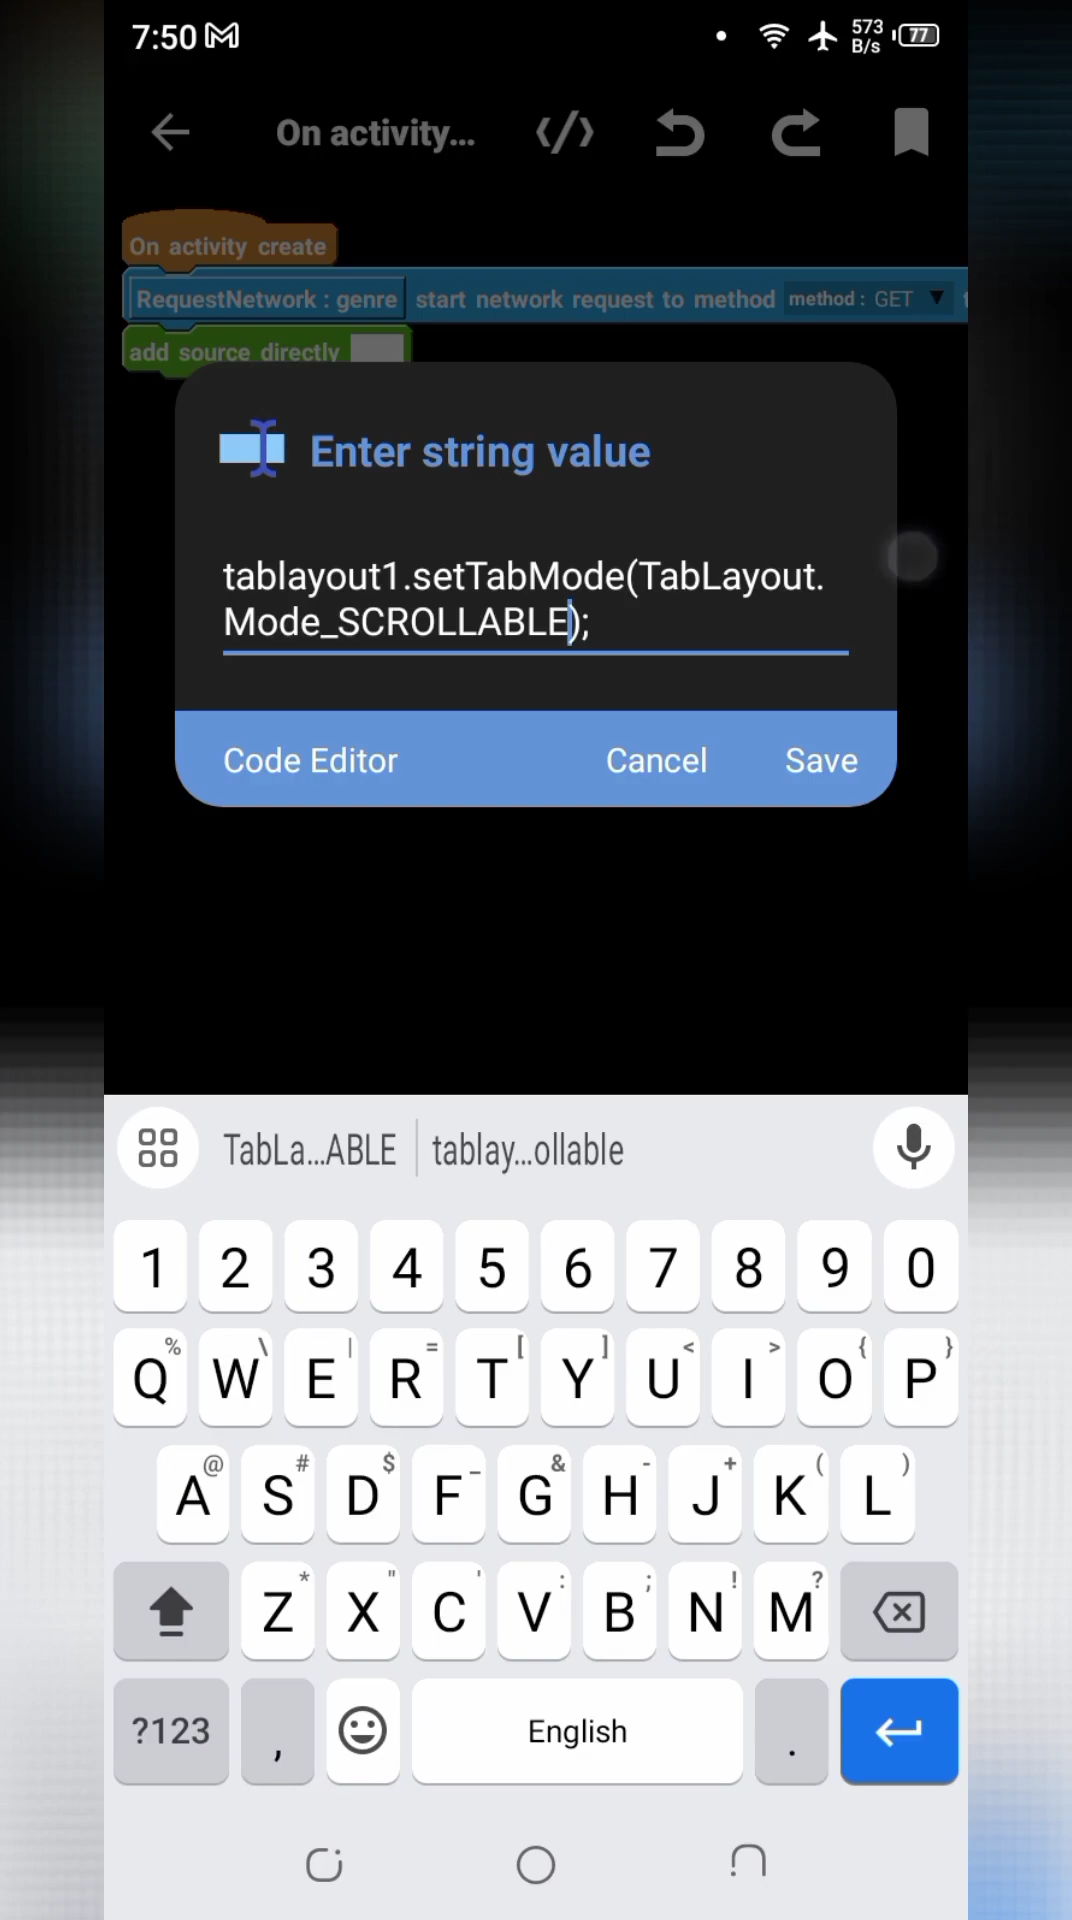 7:50 573 B/s 77
On activity...
On activity create
RequestNetwork : genre start network request to method method : GET
add source directly
Enter string value
tablayout1.setTabMode(TabLayout.
Mode_SCROLLABLE);
Code Editor Cancel Save
TabLa...ABLE tablay...ollable
1 2 3 4 5 6 7 8 9 0
% \ | = [ ] < > { }
Q W E R T Y U I O P
@ # $ _ & - + ( )
A S D F G H J K L
* " ' : ; ! ?
Z X C V B N M
?123 , English .